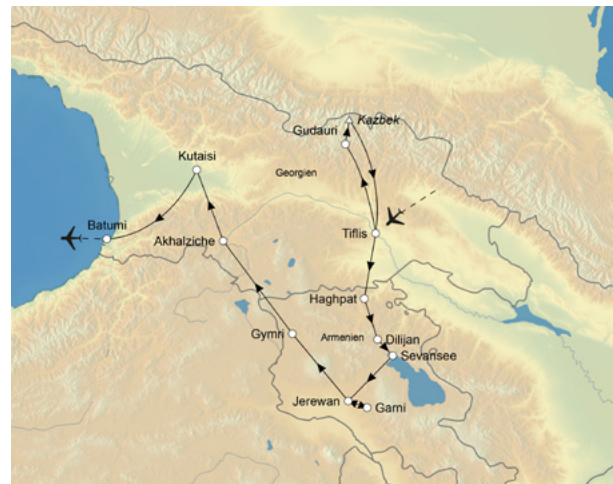 Kazbek
Gudauri
Kutaisi
Georgien
Batumi
Akhalziche
Tiflis
Haghpat
Gymri
Armenien
Dilijan
Sevansee
Jerewan
Garni